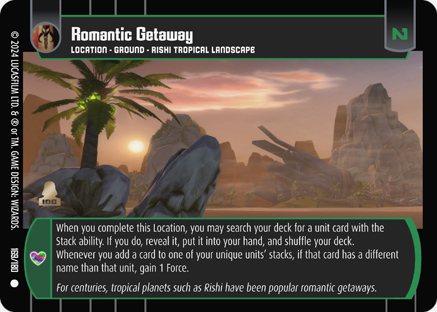 Romantic Getaway
LOCATION - GROUND - RISHI TROPICAL LANDSCAPE
N
When you complete this Location, you may search your deck for a unit card with the
Stack ability. If you do, reveal it, put it into your hand, and shuffle your deck.
Whenever you add a card to one of your unique units' stacks, if that card has a different
name than that unit, gain 1 Force.
For centuries, tropical planets such as Rishi have been popular romantic getaways.
© 2024 LUCASFILM LTD. & ® or TM. GAME DESIGN: WIZARDS.